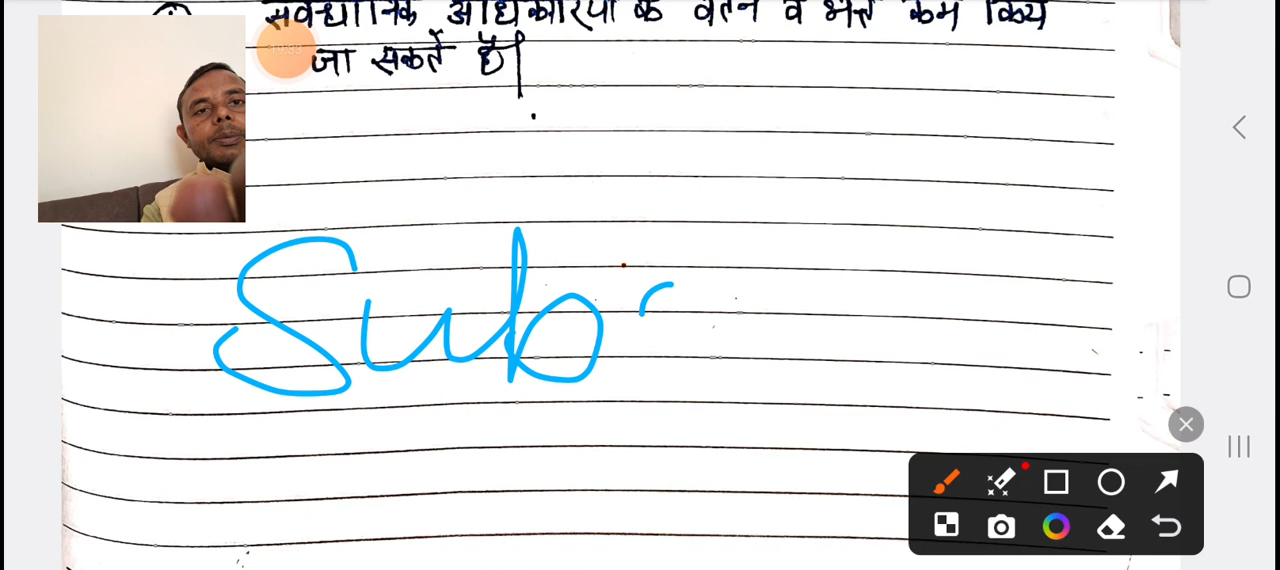 संवैधानिक अधिकारियों के वेतन व भत्ते कम किये
जा सकते है।
Sub